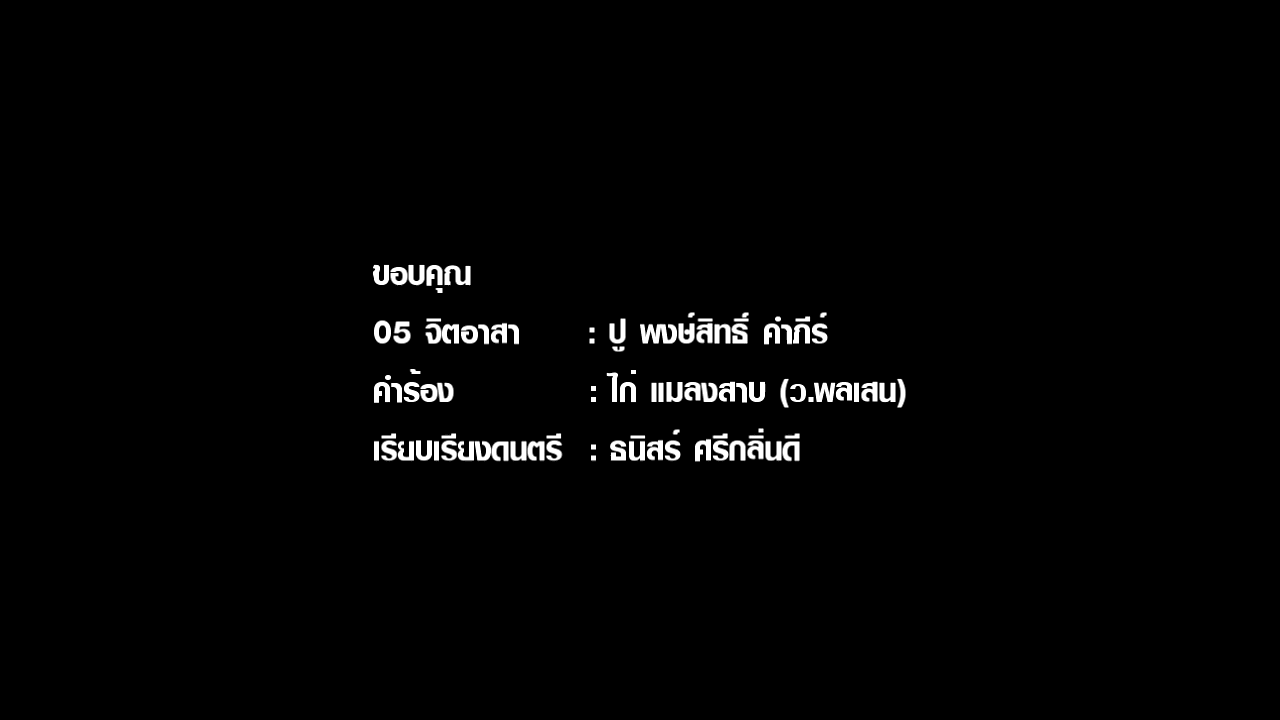 ขอบคุณ
05 จิตอาสา : ปู พงษ์สิทธิ์ คำภีร์
คำร้อง : ไก่ แมลงสาบ (ว.พลเสน)
เรียบเรียงดนตรี : ธนิสร์ ศรีกลิ่นดี